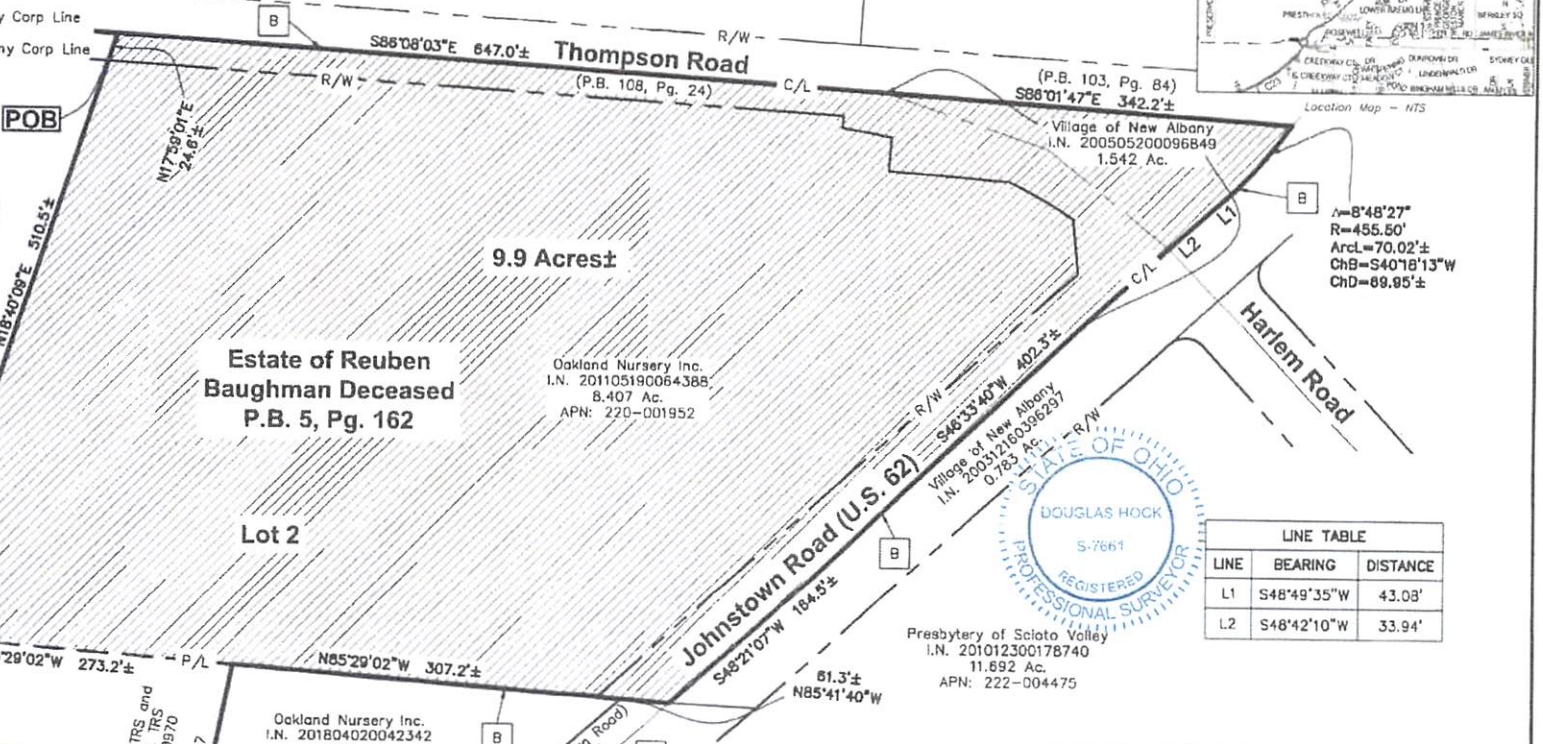 y Corp Line
ny Corp Line
B
S86°08'03"E 647.0'±
Thompson Road
R/W
R/W
(P.B. 108, Pg. 24)
C/L
(P.B. 103, Pg. 84)
S86°01'47"E 342.2'±
Location Map – NTS
POB
N17°59'01"E
24.6'±
Village of New Albany
I.N. 200505200096849
1.542 Ac.
B
L1
L2
C/L
Δ=8°48'27"
R=455.50'
ArcL=70.02'±
ChB=S40°18'13"W
ChD=69.95'±
N18°40'09"E 510.5'±
9.9 Acres±
Harlem Road
Estate of Reuben
Baughman Deceased
P.B. 5, Pg. 162
Oakland Nursery Inc.
I.N. 201105190064388
8.407 Ac.
APN: 220-001952
R/W
S46°33'40"W 402.3'±
Village of New Albany
I.N. 200312160396297
0.783 Ac.
R/W
Lot 2
Johnstown Road (U.S. 62)
B
S48°21'07"W 164.5'±
STATE OF OHIO
DOUGLAS HOCK
S-7661
REGISTERED
PROFESSIONAL SURVEYOR
LINE TABLE
LINE BEARING DISTANCE
L1 S48°49'35"W 43.08'
L2 S48°42'10"W 33.94'
Presbytery of Scioto Valley
I.N. 201012300178740
11.692 Ac.
APN: 222-004475
°29'02"W 273.2'±
P/L
N85°29'02"W 307.2'±
61.3'±
N85°41'40"W
TRS and
TRS
0970
7
Oakland Nursery Inc.
I.N. 201804020042342
B
Road)